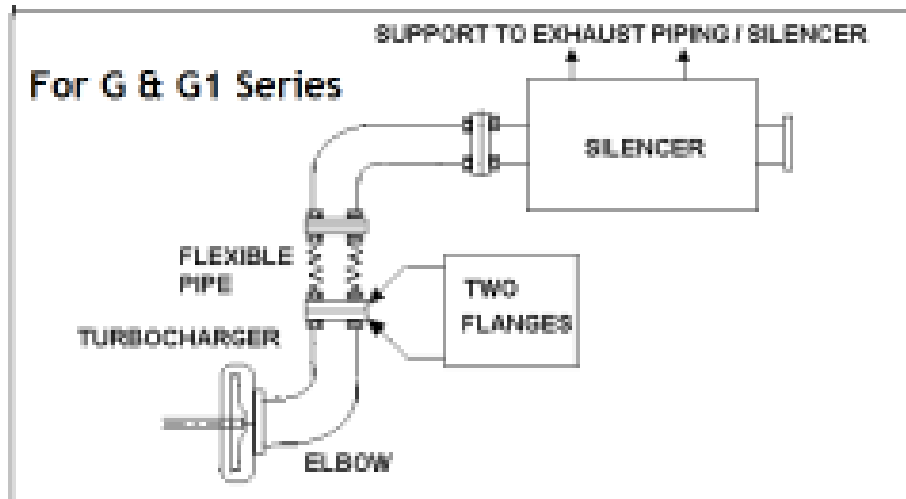 SUPPORT TO EXHAUST PIPING / SILENCER
For G & G1 Series
SILENCER
FLEXIBLE
PIPE
TWO
FLANGES
TURBOCHARGER
ELBOW